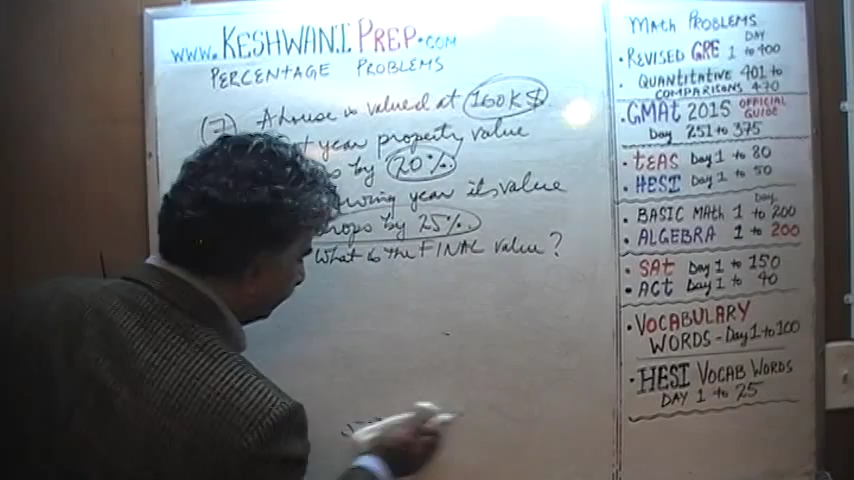 www.KESHWANIPREP.COM
PERCENTAGE PROBLEMS
(7) A house is valued at 160K$
year property value
by 20%
year its value
drops by 25%.
What is the FINAL value?
MATH PROBLEMS
• REVISED GRE DAY 1 to 400
• QUANTITATIVE 401 to
COMPARISONS 470
• GMAt 2015 OFFICIAL GUIDE
Day 251 to 375
• tEAS Day 1 to 80
• HESI Day 1 to 50
Day
• BASIC MAth 1 to 200
• ALGEBRA 1 to 200
• SAt Day 1 to 150
• ACt Day 1 to 40
• VOCABULARY
WORDS - Day 1 to 100
• HESI VOCAB WORDS
DAY 1 to 25